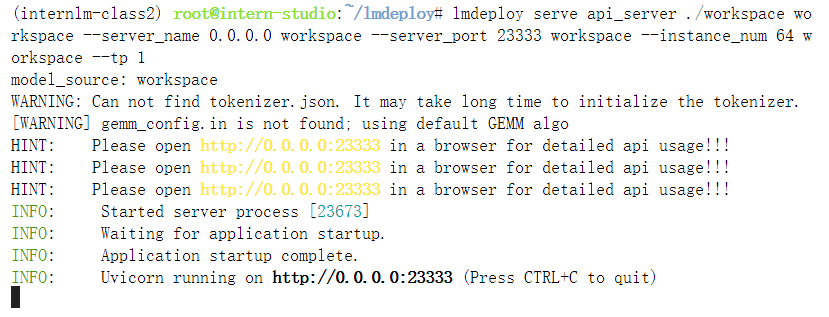 (internlm-class2) root@intern-studio:~/lmdeploy# lmdeploy serve api_server ./workspace wo
rkspace --server_name 0.0.0.0 workspace --server_port 23333 workspace --instance_num 64 w
orkspace --tp 1
model_source: workspace
WARNING: Can not find tokenizer.json. It may take long time to initialize the tokenizer.
[WARNING] gemm_config.in is not found; using default GEMM algo
HINT:    Please open http://0.0.0.0:23333 in a browser for detailed api usage!!!
HINT:    Please open http://0.0.0.0:23333 in a browser for detailed api usage!!!
HINT:    Please open http://0.0.0.0:23333 in a browser for detailed api usage!!!
INFO:     Started server process [23673]
INFO:     Waiting for application startup.
INFO:     Application startup complete.
INFO:     Uvicorn running on http://0.0.0.0:23333 (Press CTRL+C to quit)